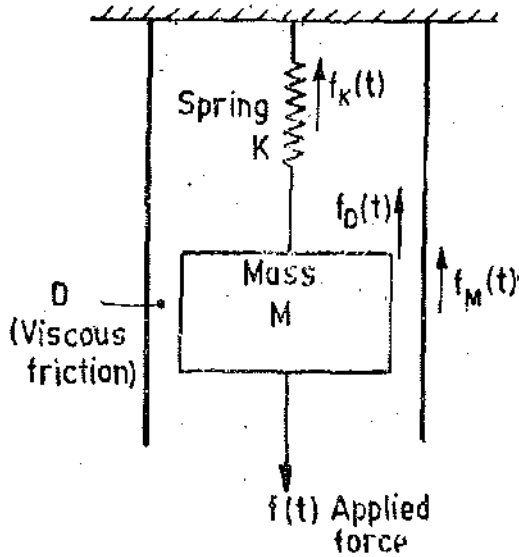 f_K(t)
Spring
K
f_D(t)
Mass
M
f_M(t)
D
(Viscous
friction)
f(t) Applied
force